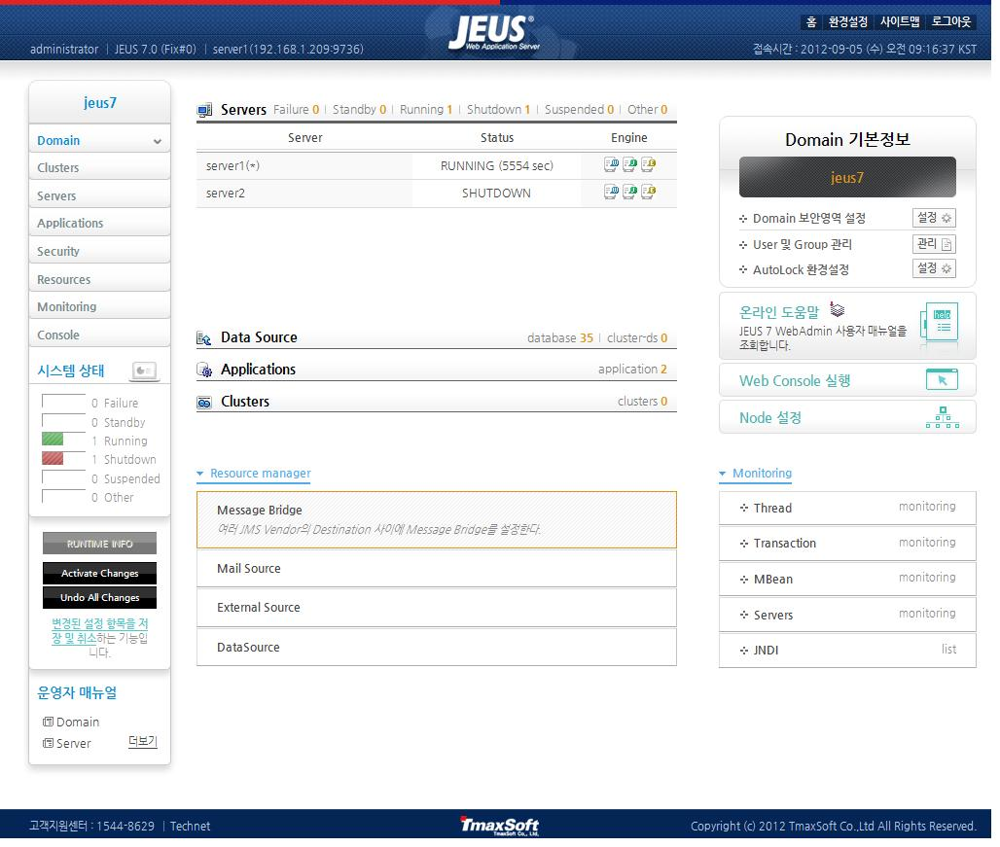 JEUS®
Web Application Server
홈 환경설정 사이트맵 로그아웃
administrator | JEUS 7.0 (Fix#0) | server1(192.168.1.209:9736)
접속시간 : 2012-09-05 (수) 오전 09:16:37 KST
jeus7
Domain
Clusters
Servers
Applications
Security
Resources
Monitoring
Console
시스템 상태
0 Failure
0 Standby
1 Running
1 Shutdown
0 Suspended
0 Other
RUNTIME INFO
Activate Changes
Undo All Changes
변경된 설정 항목을 저
장 및 취소하는 기능입
니다.
운영자 매뉴얼
Domain
Server 더보기
Servers Failure 0 | Standby 0 | Running 1 | Shutdown 1 | Suspended 0 | Other 0
Server Status Engine
server1(*) RUNNING (5554 sec)
server2 SHUTDOWN
Data Source database 35 | cluster-ds 0
Applications application 2
Clusters clusters 0
Resource manager
Message Bridge
여러 JMS Vendor의 Destination 사이에 Message Bridge를 설정한다.
Mail Source
External Source
DataSource
Domain 기본정보
jeus7
Domain 보안영역 설정 설정
User 및 Group 관리 관리
AutoLock 환경설정 설정
온라인 도움말
help
JEUS 7 WebAdmin 사용자 매뉴얼을
조회합니다.
Web Console 실행
Node 설정
Monitoring
Thread monitoring
Transaction monitoring
MBean monitoring
Servers monitoring
JNDI list
고객지원센터 : 1544-8629 | Technet
TmaxSoft
TmaxSoft Co., Ltd.
Copyright (c) 2012 TmaxSoft Co.,Ltd All Rights Reserved.